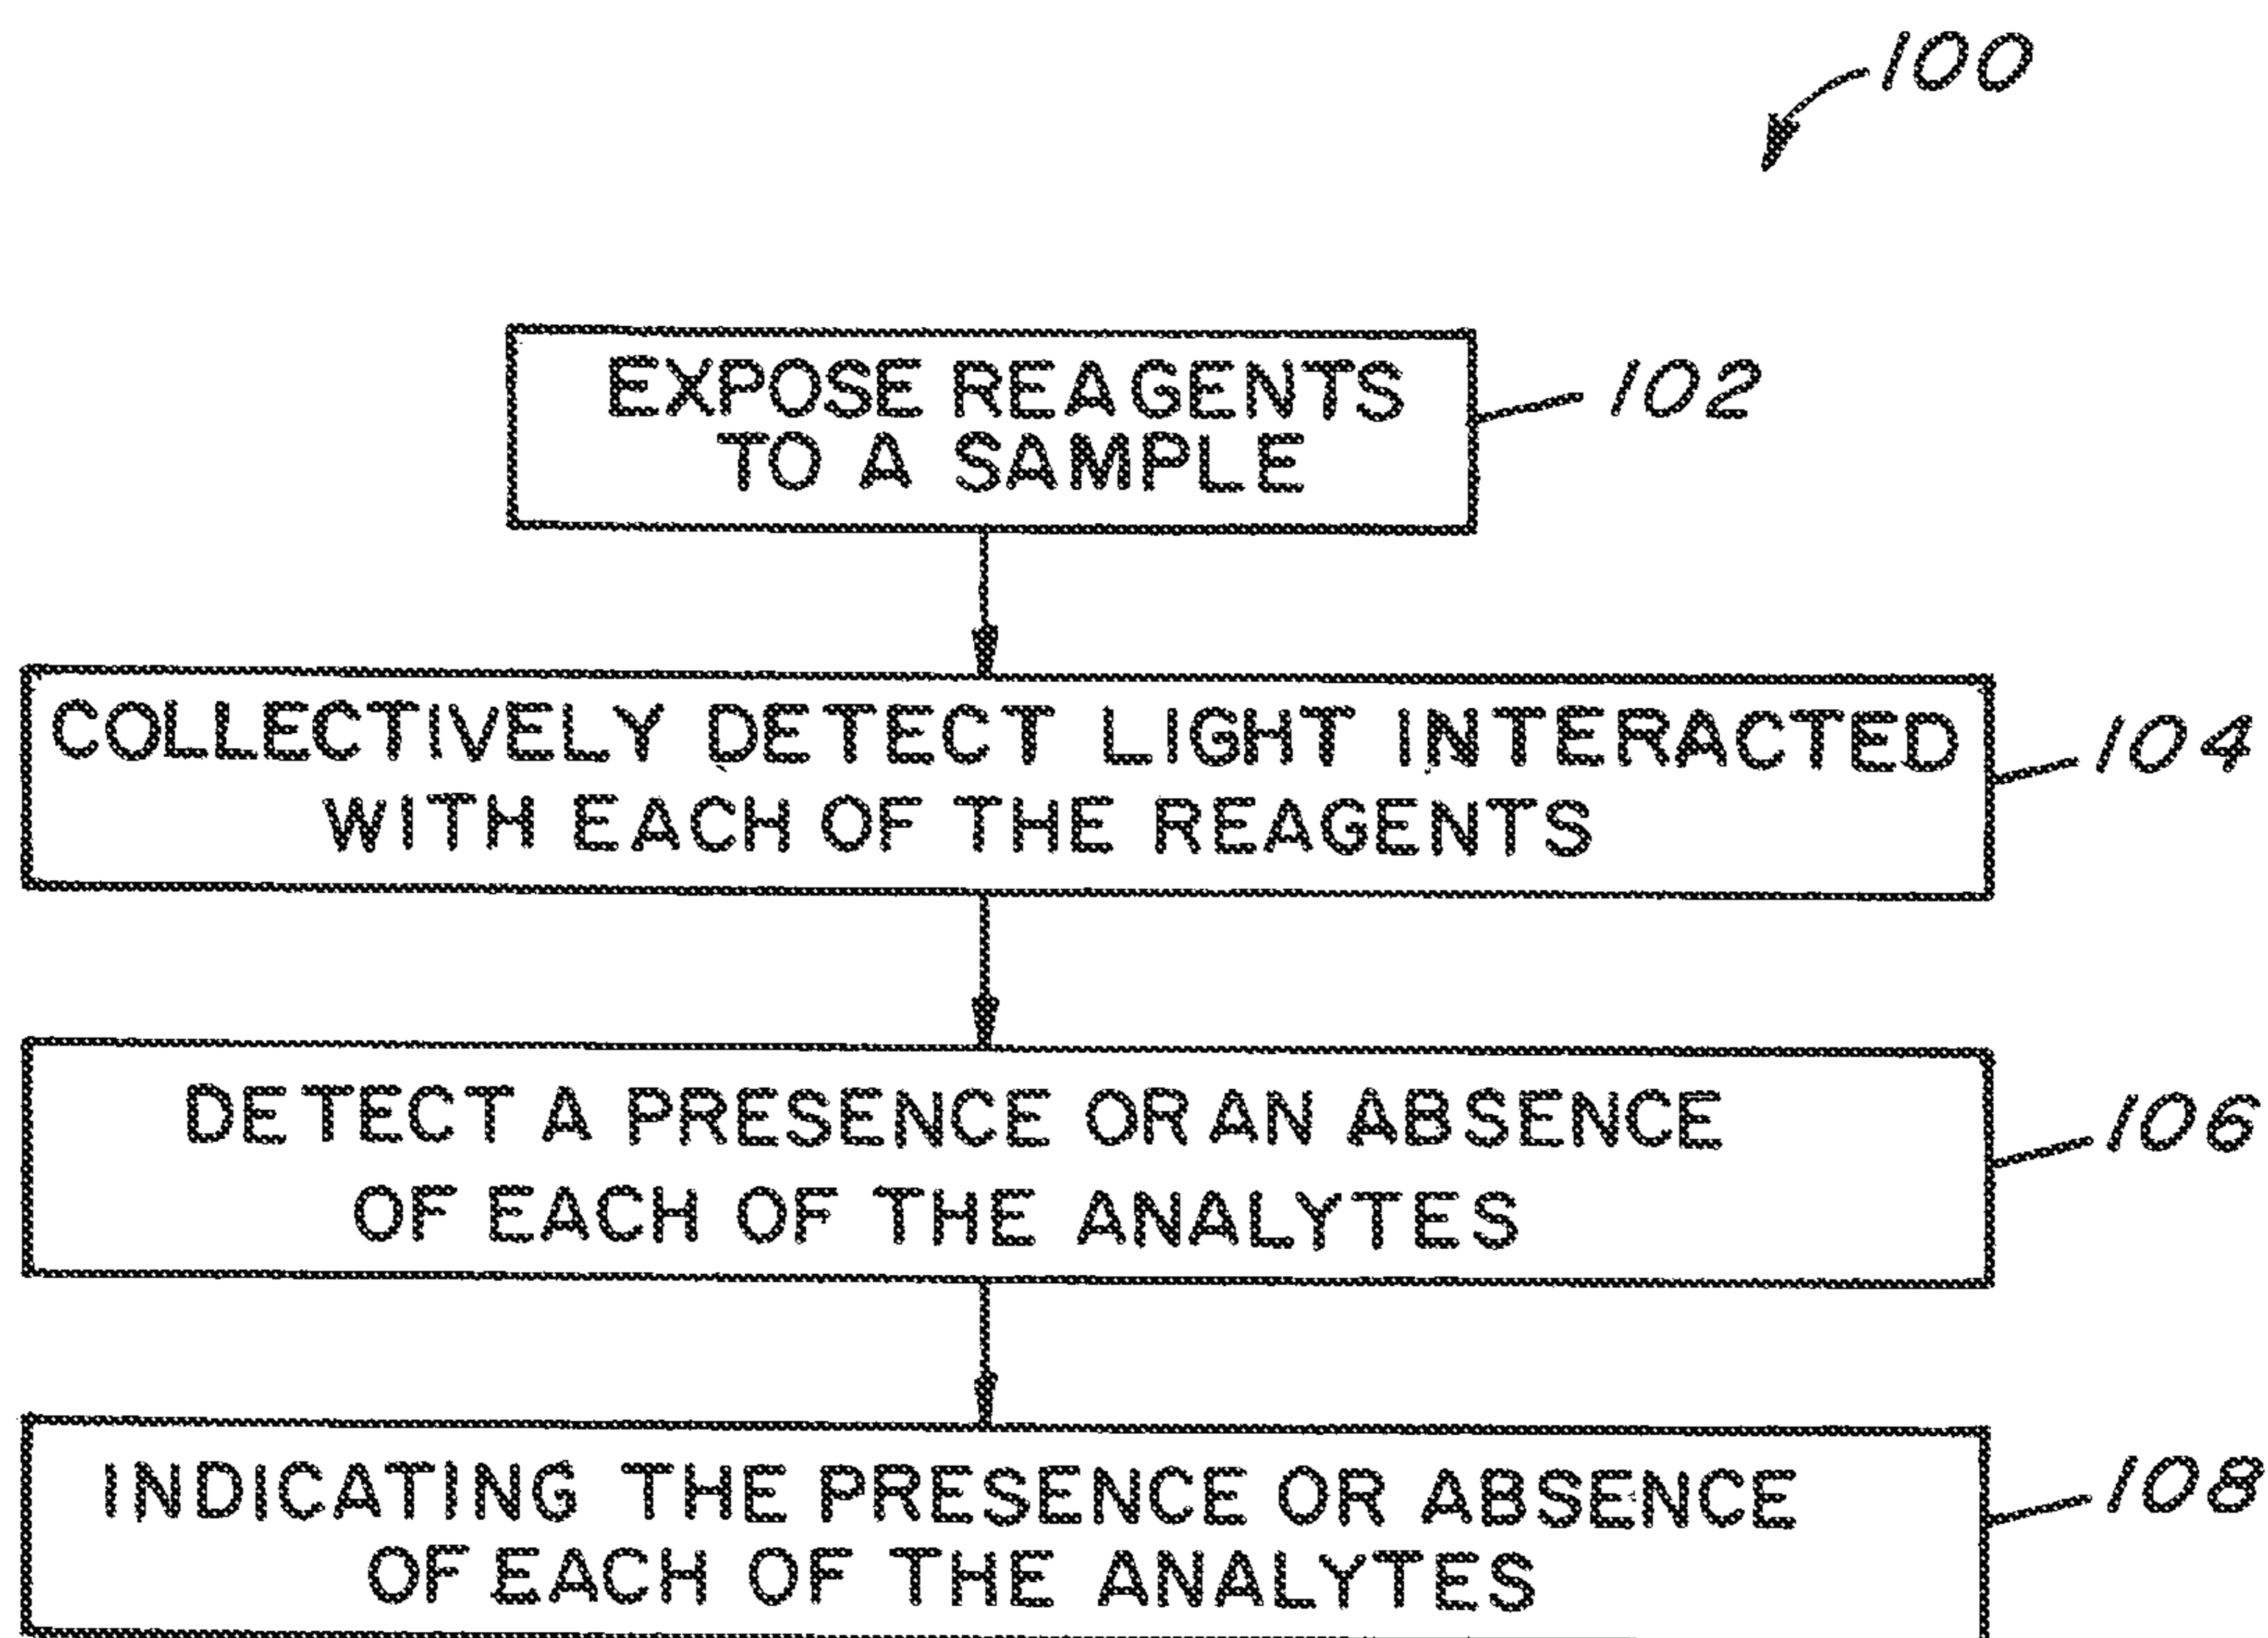 100
EXPOSE REAGENTS
TO A SAMPLE
102
COLLECTIVELY DETECT LIGHT INTERACTED
WITH EACH OF THE REAGENTS
104
DETECT A PRESENCE OR AN ABSENCE
OF EACH OF THE ANALYTES
106
INDICATING THE PRESENCE OR ABSENCE
OF EACH OF THE ANALYTES
108